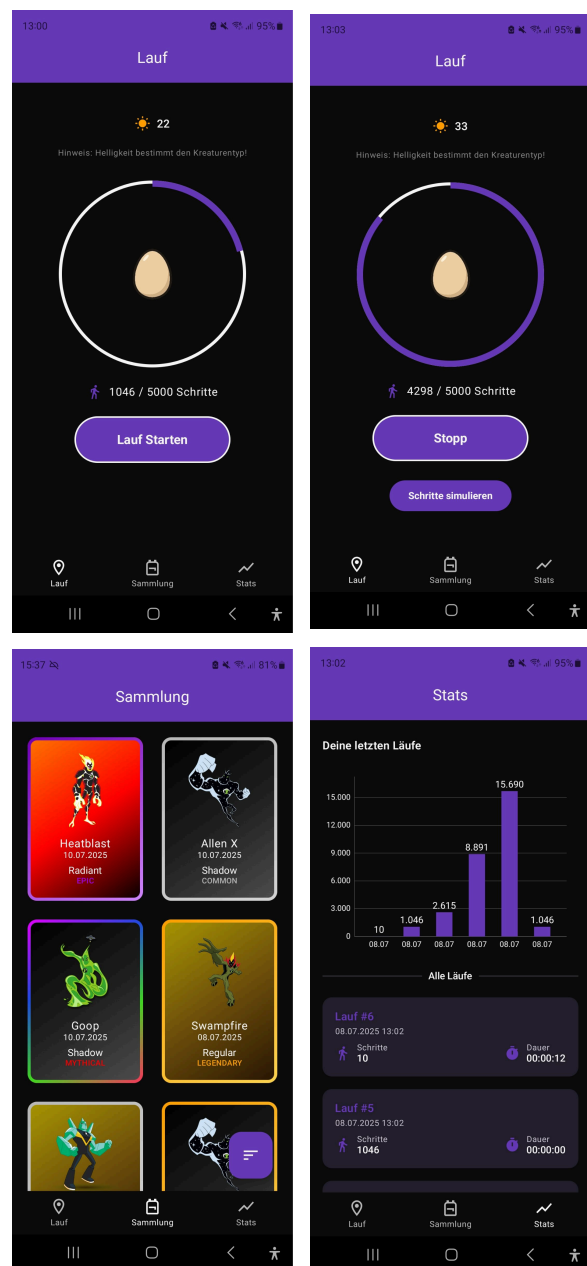 13:00
95%
Lauf
22
Hinweis: Helligkeit bestimmt den Kreaturentyp!
1046 / 5000 Schritte
Lauf Starten
Lauf
Sammlung
Stats
13:03
95%
Lauf
33
Hinweis: Helligkeit bestimmt den Kreaturentyp!
4298 / 5000 Schritte
Stopp
Schritte simulieren
Lauf
Sammlung
Stats
15:37
81%
Sammlung
Heatblast
10.07.2025
Radiant
EPIC
Allen X
10.07.2025
Shadow
COMMON
Goop
10.07.2025
Shadow
MYTHICAL
Swampfire
08.07.2025
Regular
LEGENDARY
Lauf
Sammlung
Stats
13:02
95%
Stats
Deine letzten Läufe
15.000
12.000
9.000
6.000
3.000
0
10
1.046
2.615
8.891
15.690
1.046
08.07
08.07
08.07
08.07
08.07
08.07
Alle Läufe
Lauf #6
08.07.2025 13:02
Schritte
10
Dauer
00:00:12
Lauf #5
08.07.2025 13:02
Schritte
1046
Dauer
00:00:00
Lauf
Sammlung
Stats